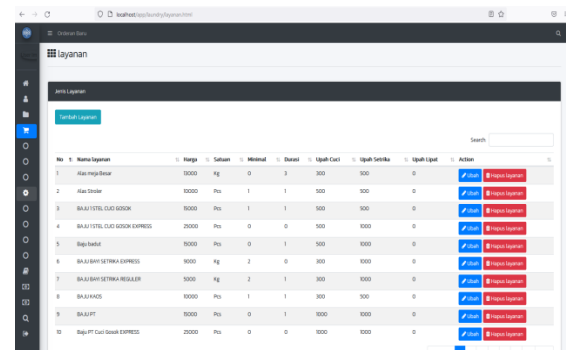 localhost/app/laundry/layanan.html
Orderan Baru
layanan
Jenis Layanan
Tambah Layanan
Search:
No Nama layanan Harga Satuan Minimal Durasi Upah Cuci Upah Setrika Upah Lipat Action
1 Alas meja Besar 13000 Kg 0 3 300 500 0 Ubah Hapus layanan
2 Alas Stroler 10000 Pcs 1 1 500 500 0 Ubah Hapus layanan
3 BAJU 1 STEL CUCI GOSOK 15000 Pcs 1 1 500 500 0 Ubah Hapus layanan
4 BAJU 1 STEL CUCI GOSOK EXPRESS 25000 Pcs 0 0 500 1000 0 Ubah Hapus layanan
5 Baju badut 15000 Pcs 0 1 500 1000 0 Ubah Hapus layanan
6 BAJU BAYI SETRIKA EXPRESS 9000 Kg 2 0 300 1000 0 Ubah Hapus layanan
7 BAJU BAYI SETRIKA REGULER 5000 Kg 2 1 300 1000 0 Ubah Hapus layanan
8 BAJU KAOS 10000 Pcs 1 1 300 500 0 Ubah Hapus layanan
9 BAJU PT 15000 Pcs 0 1 1000 1000 0 Ubah Hapus layanan
10 Baju PT Cuci Gosok EXPRESS 25000 Pcs 0 0 1000 1000 0 Ubah Hapus layanan